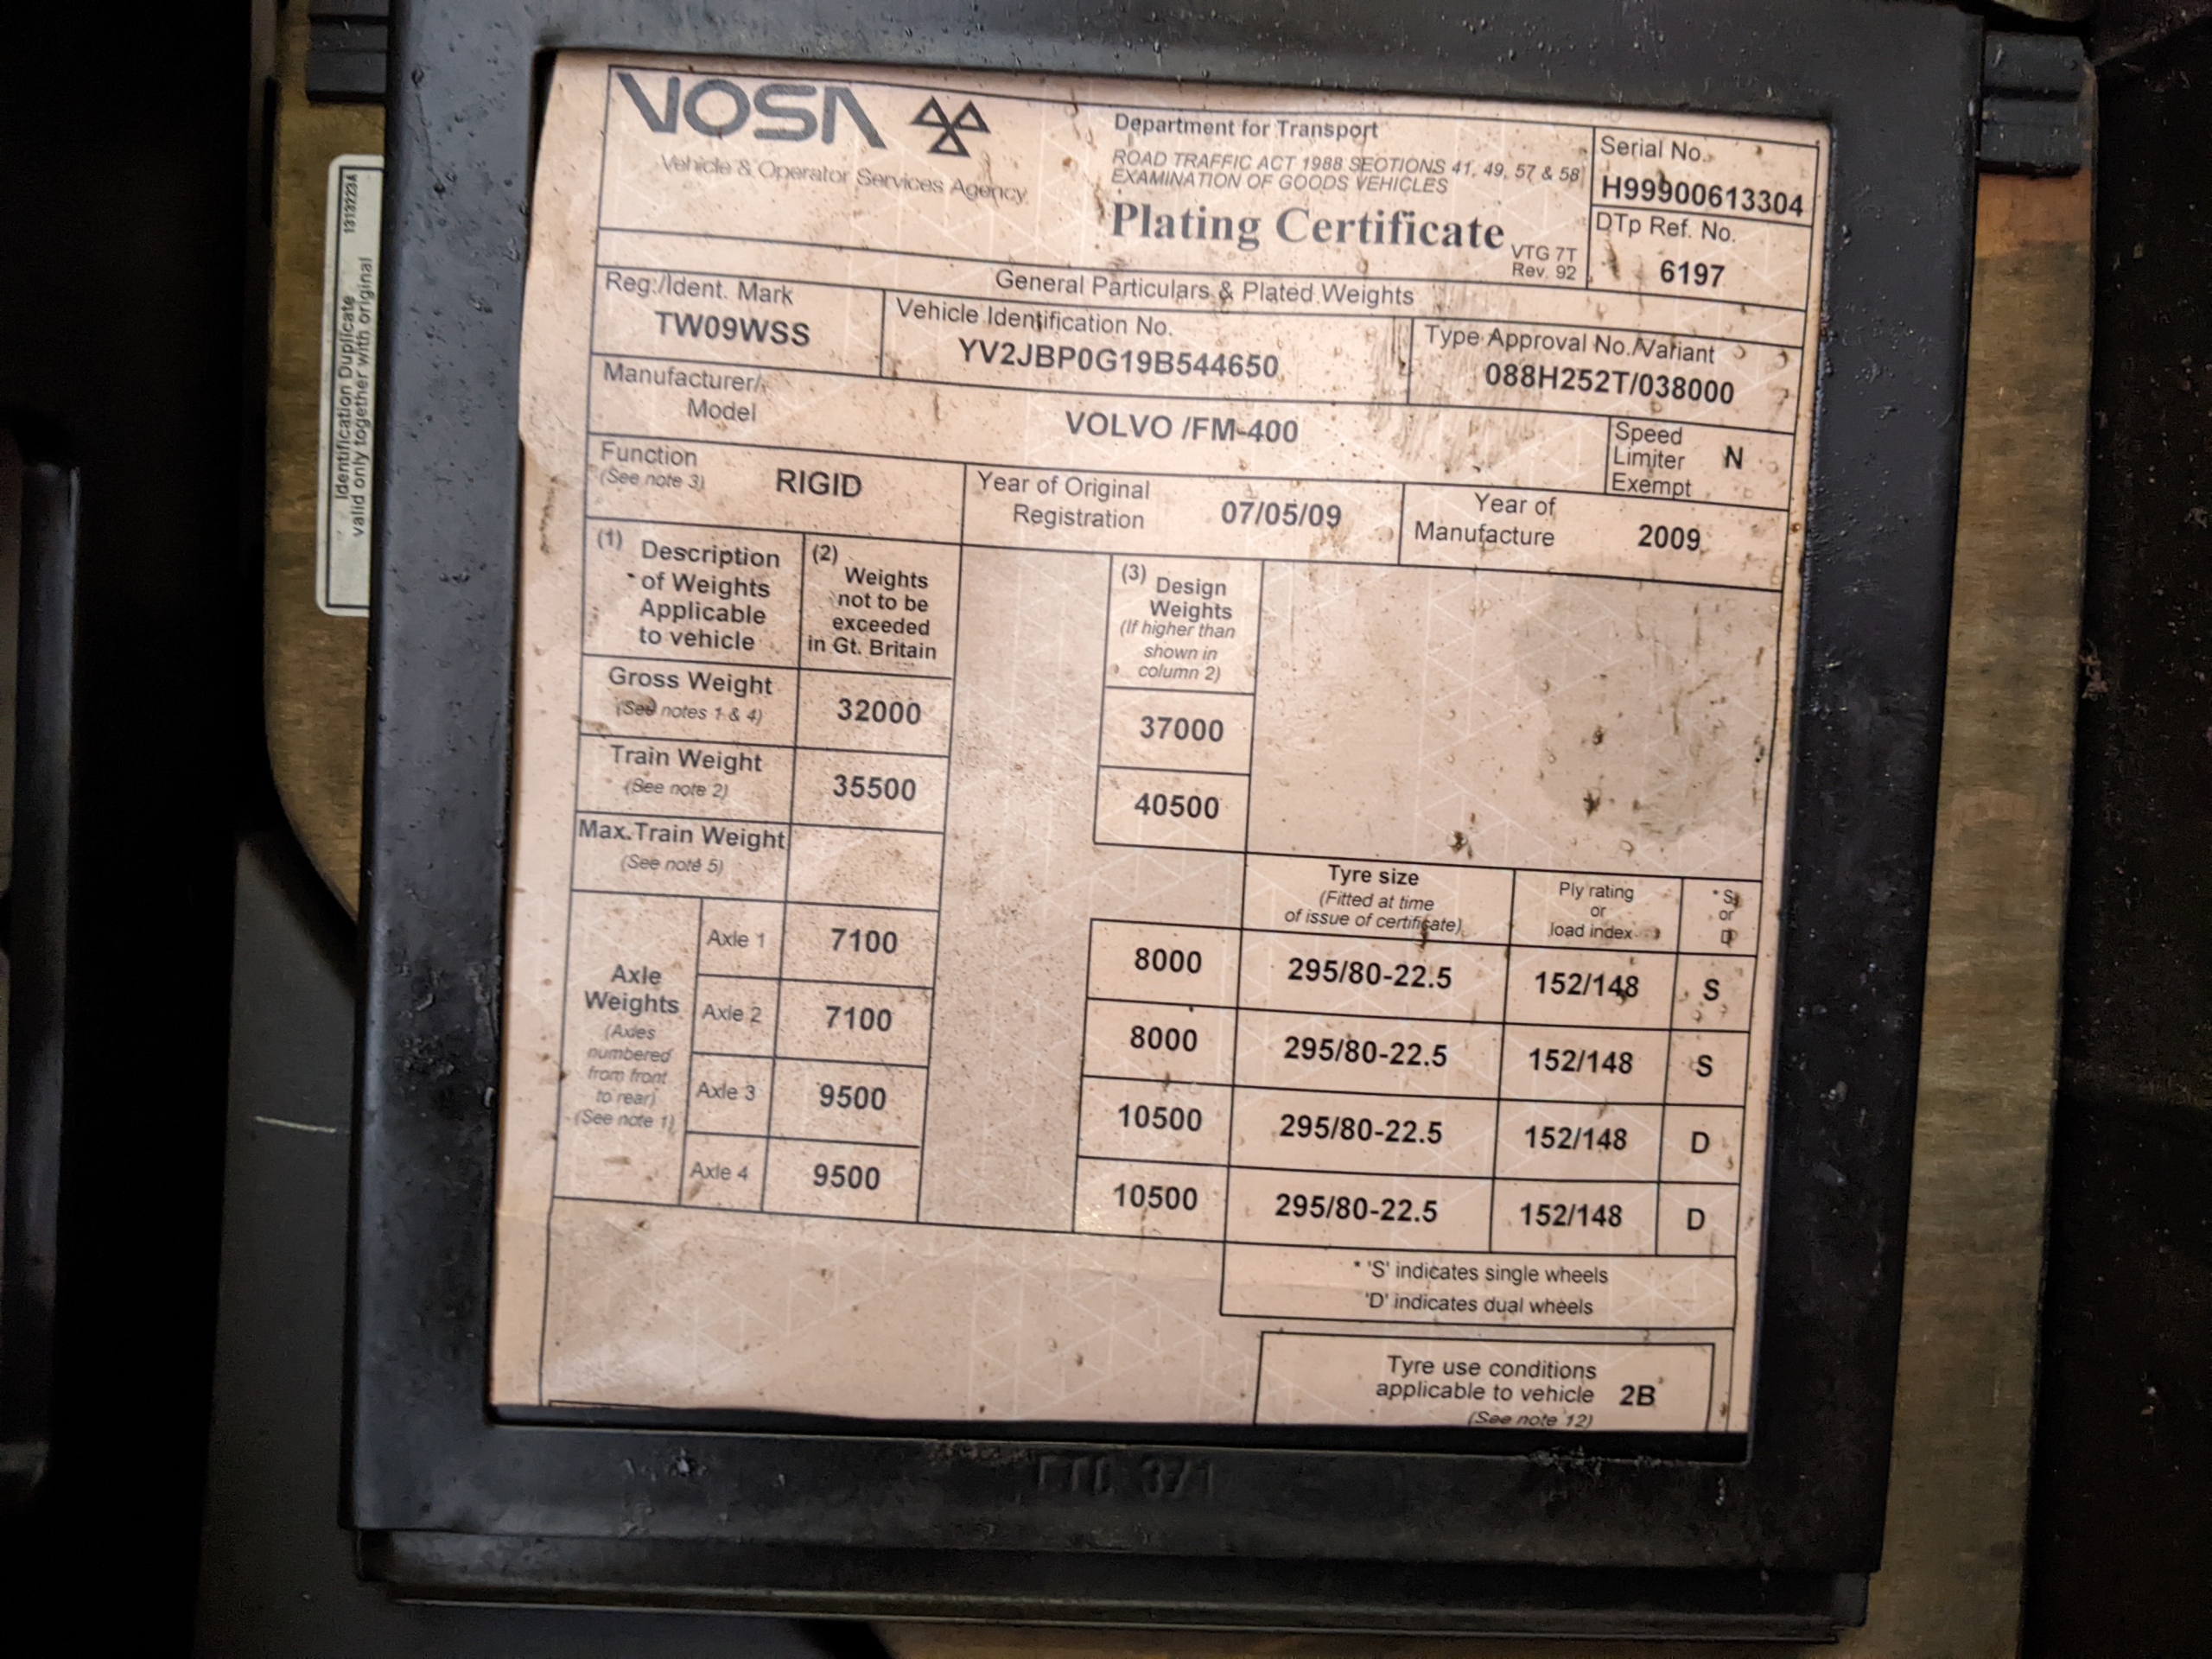 VOSA
Vehicle & Operator Services Agency
Department for Transport
ROAD TRAFFIC ACT 1988 SECTIONS 41, 49, 57 & 58
EXAMINATION OF GOODS VEHICLES
Plating Certificate
VTG 7T
Rev. 92
Serial No.
H99900613304
DTp Ref. No.
6197
General Particulars & Plated Weights
Reg./Ident. Mark
TW09WSS
Vehicle Identification No.
YV2JBP0G19B544650
Type Approval No./Variant
088H252T/038000
Manufacturer/
Model
VOLVO /FM-400
Speed
Limiter
Exempt
N
Function
(See note 3)
RIGID
Year of Original
Registration
07/05/09
Year of
Manufacture
2009
(1) Description
of Weights
Applicable
to vehicle
(2) Weights
not to be
exceeded
in Gt. Britain
(3) Design
Weights
(If higher than
shown in
column 2)
Gross Weight
(See notes 1 & 4)
32000
37000
Train Weight
(See note 2)
35500
40500
Max. Train Weight
(See note 5)
Tyre size
(Fitted at time
of issue of certificate)
Ply rating
or
load index
* S
or
D
Axle
Weights
(Axles
numbered
from front
to rear)
(See note 1)
Axle 1 7100 8000 295/80-22.5 152/148 S
Axle 2 7100 8000 295/80-22.5 152/148 S
Axle 3 9500 10500 295/80-22.5 152/148 D
Axle 4 9500 10500 295/80-22.5 152/148 D
* 'S' indicates single wheels
'D' indicates dual wheels
Tyre use conditions
applicable to vehicle 2B
(See note 12)
Identification Duplicate 1313223A
valid only together with original